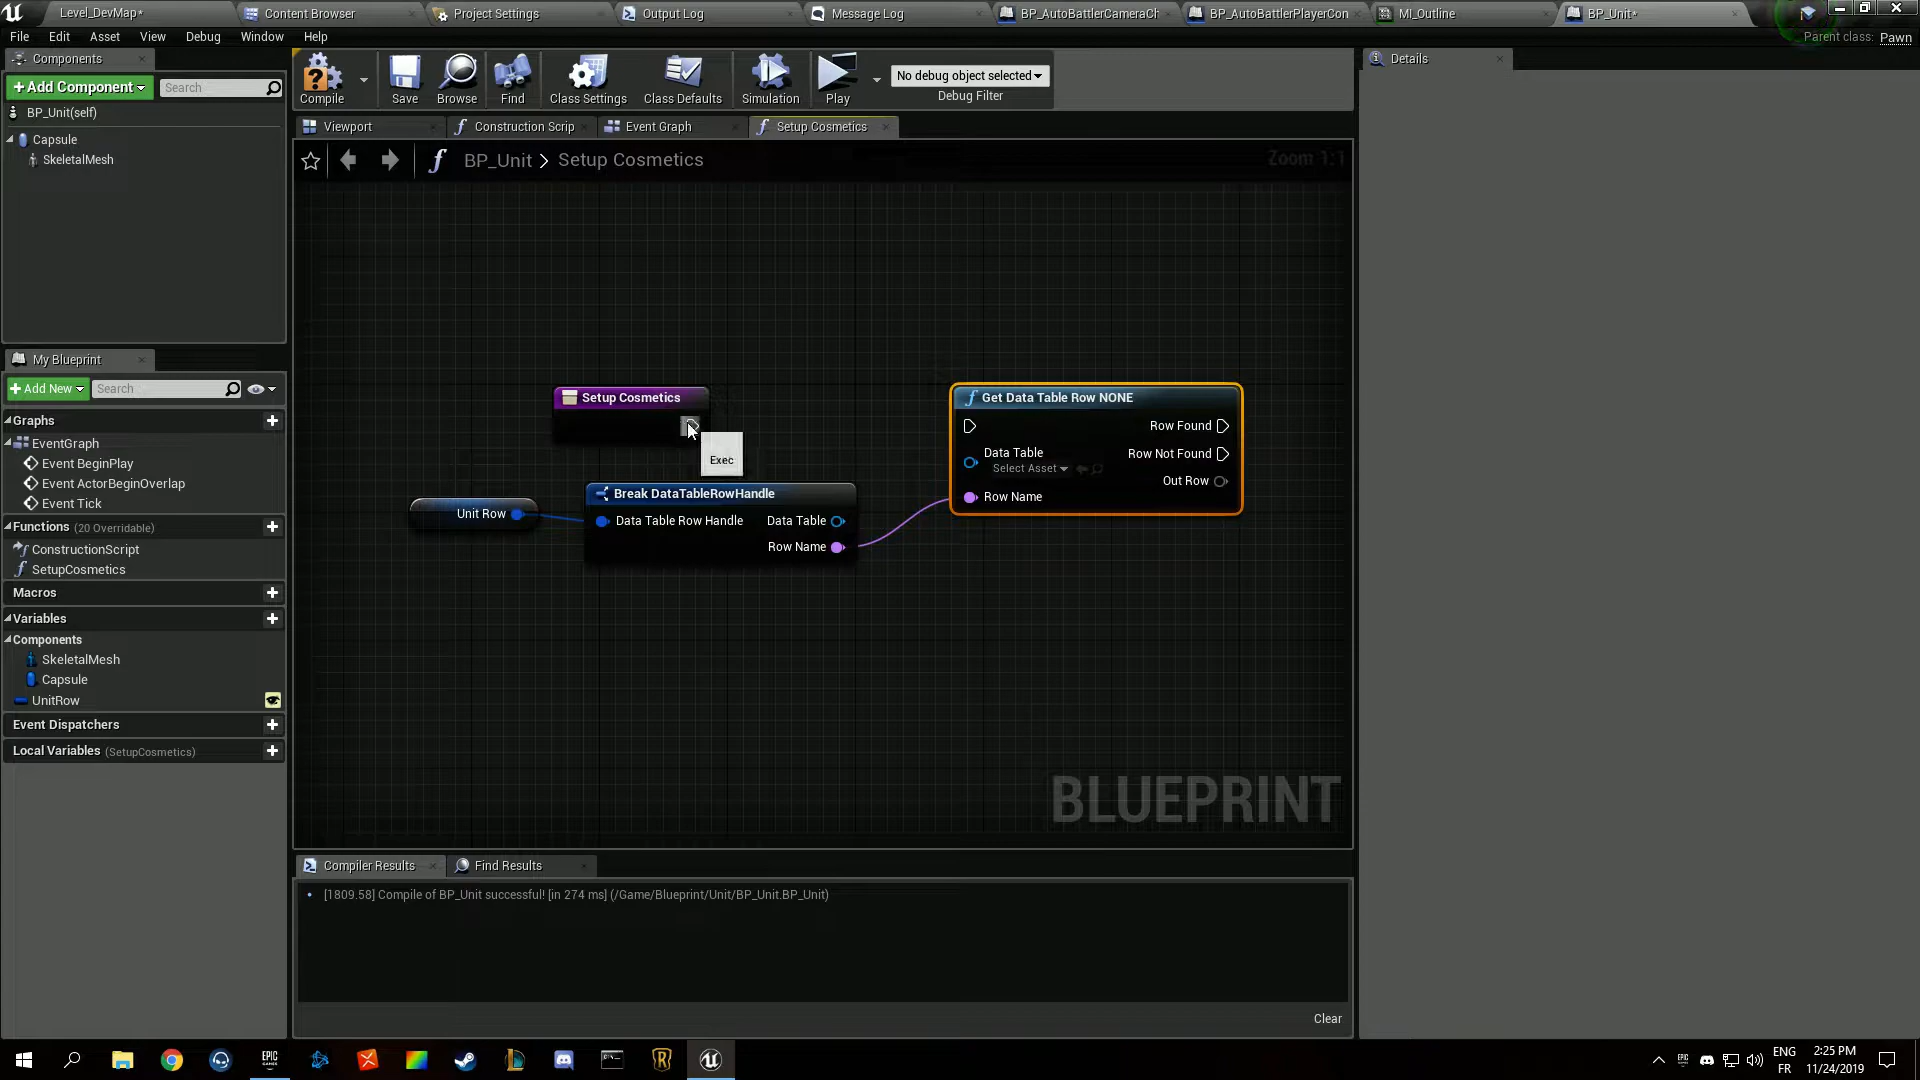 Level_DevMap*
Content Browser
Project Settings
Output Log
Message Log
BP_AutoBattlerCameraCh
BP_AutoBattlerPlayerCon
MI_Outline
BP_Unit*
File Edit Asset View Debug Window Help
Parent class: Pawn
Components
+Add Component
Search
BP_Unit(self)
Capsule
SkeletalMesh
Compile
Save
Browse
Find
Class Settings
Class Defaults
Simulation
Play
No debug object selected
Debug Filter
Details
Viewport
Construction Scrip
Event Graph
Setup Cosmetics
BP_Unit > Setup Cosmetics
Zoom 1:1
Setup Cosmetics
Exec
Unit Row
Break DataTableRowHandle
Data Table Row Handle
Data Table
Row Name
Get Data Table Row NONE
Row Found
Data Table
Select Asset
Row Not Found
Out Row
Row Name
BLUEPRINT
My Blueprint
+Add New
Search
Graphs
EventGraph
Event BeginPlay
Event ActorBeginOverlap
Event Tick
Functions (20 Overridable)
ConstructionScript
SetupCosmetics
Macros
Variables
Components
SkeletalMesh
Capsule
UnitRow
Event Dispatchers
Local Variables (SetupCosmetics)
Compiler Results
Find Results
[1809.58] Compile of BP_Unit successful! [in 274 ms] (/Game/Blueprint/Unit/BP_Unit.BP_Unit)
Clear
EPIC
GAMES
ENG
FR
2:25 PM
11/24/2019